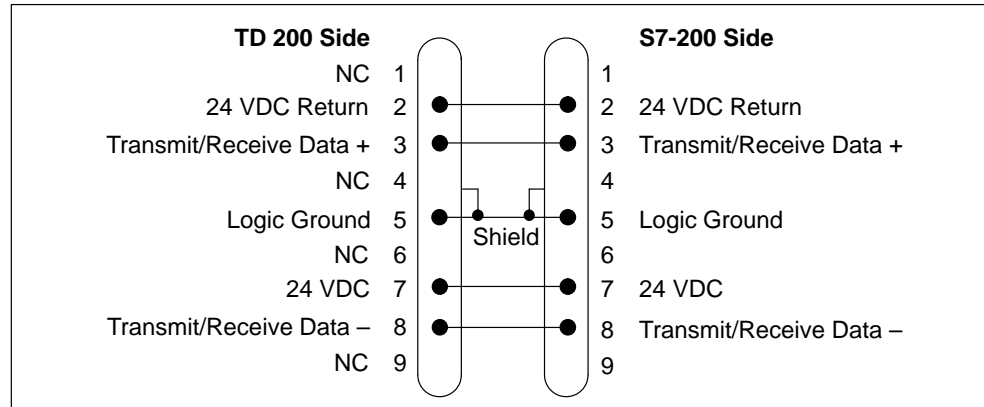 TD 200 Side S7-200 Side
NC 1 1
24 VDC Return 2 2 24 VDC Return
Transmit/Receive Data + 3 3 Transmit/Receive Data +
NC 4 4
Logic Ground 5 5 Logic Ground
Shield
NC 6 6
24 VDC 7 7 24 VDC
Transmit/Receive Data – 8 8 Transmit/Receive Data –
NC 9 9